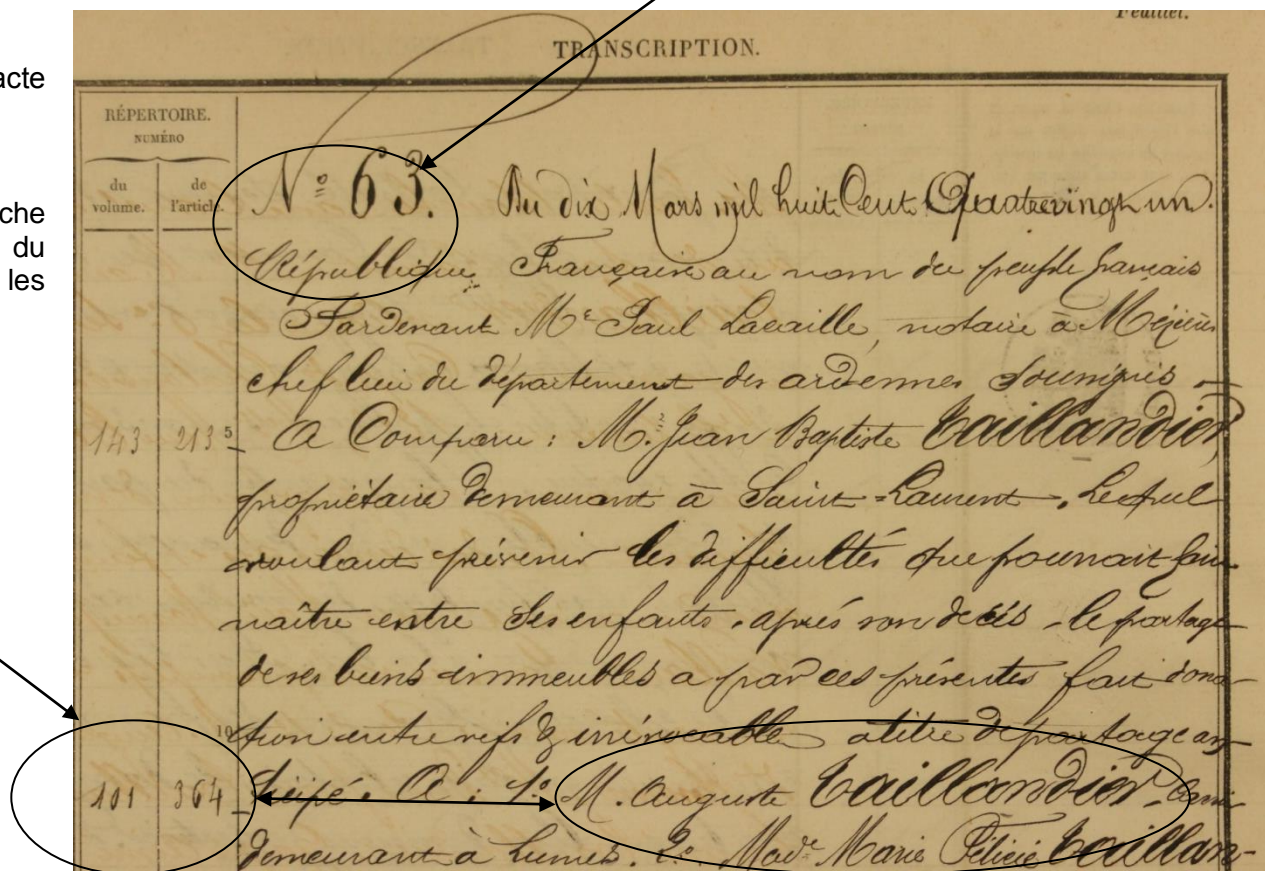 Feuillet.
TRANSCRIPTION.
acte
RÉPERTOIRE.
NUMÉRO
du volume.
de l'article.
che
du
les
N° 63. Du dix Mars mil huit Cent Quatrevingt un.
République Française au nom du peuple français
Pardevant Me Paul Lacaille, notaire à Mézières
chef lieu du département des ardennes soussigné
143 213 5 A Comparu : M. Jean Baptiste Taillandier,
propriétaire demeurant à Saint-Laurent, Lequel
voulant prévenir les difficultés que pourrait faire
naître entre ses enfants, après son décès, le partage
de ses biens immeubles a par ces présentes fait dona-
10 tion entre vifs & irrévocable à titre de partage an-
101 364 ticipé. A : 1° M. Auguste Taillandier
demeurant à Lumes. 2° Made Marie Félicie Taillan-